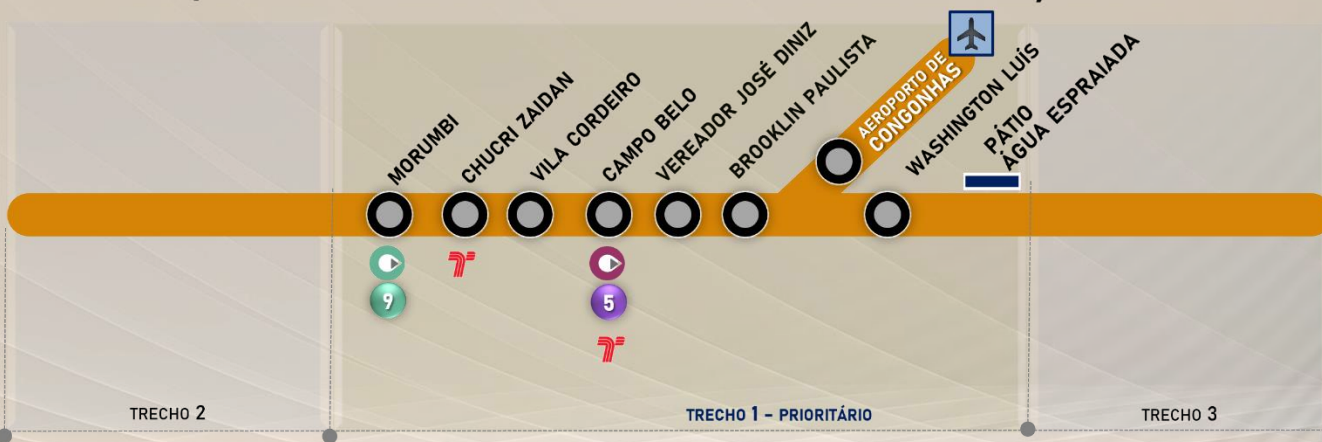 MORUMBI
CHUCRI ZAIDAN
VILA CORDEIRO
CAMPO BELO
VEREADOR JOSÉ DINIZ
BROOKLIN PAULISTA
AEROPORTO DE
CONGONHAS
WASHINGTON LUÍS
PÁTIO
ÁGUA ESPRAIADA
9
5
TRECHO 2
TRECHO 1 – PRIORITÁRIO
TRECHO 3